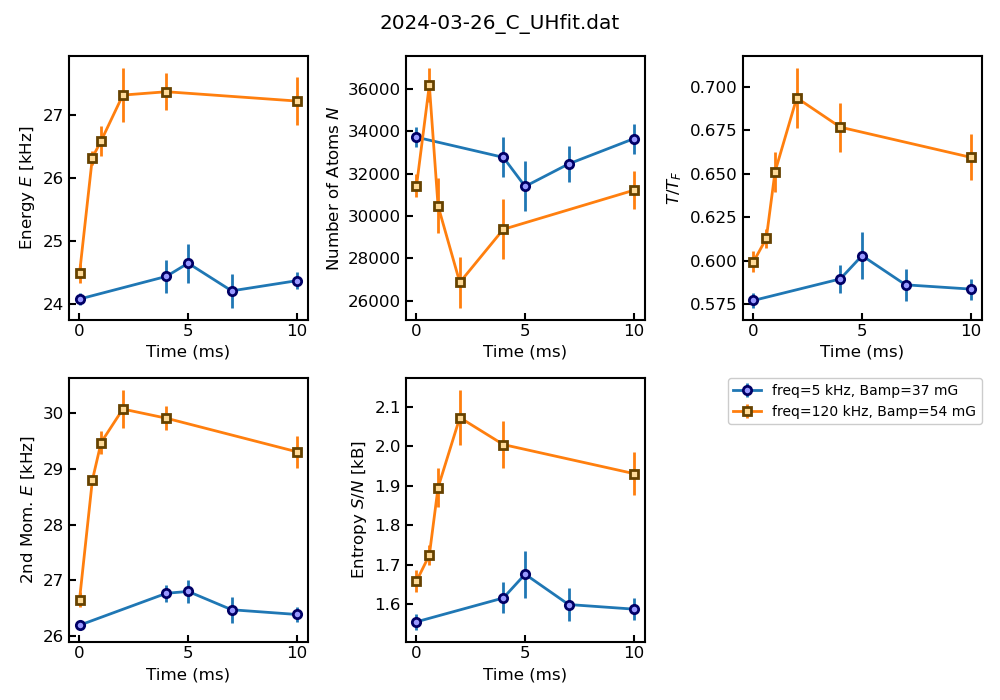 2024-03-26_C_UHfit.dat
Energy E [kHz]
27
26
25
24
0 5 10
Time (ms)
Number of Atoms N
36000
34000
32000
30000
28000
26000
0 5 10
Time (ms)
T/T_F
0.700
0.675
0.650
0.625
0.600
0.575
0 5 10
Time (ms)
2nd Mom. E [kHz]
30
29
28
27
26
0 5 10
Time (ms)
Entropy S/N [kB]
2.1
2.0
1.9
1.8
1.7
1.6
0 5 10
Time (ms)
freq=5 kHz, Bamp=37 mG
freq=120 kHz, Bamp=54 mG